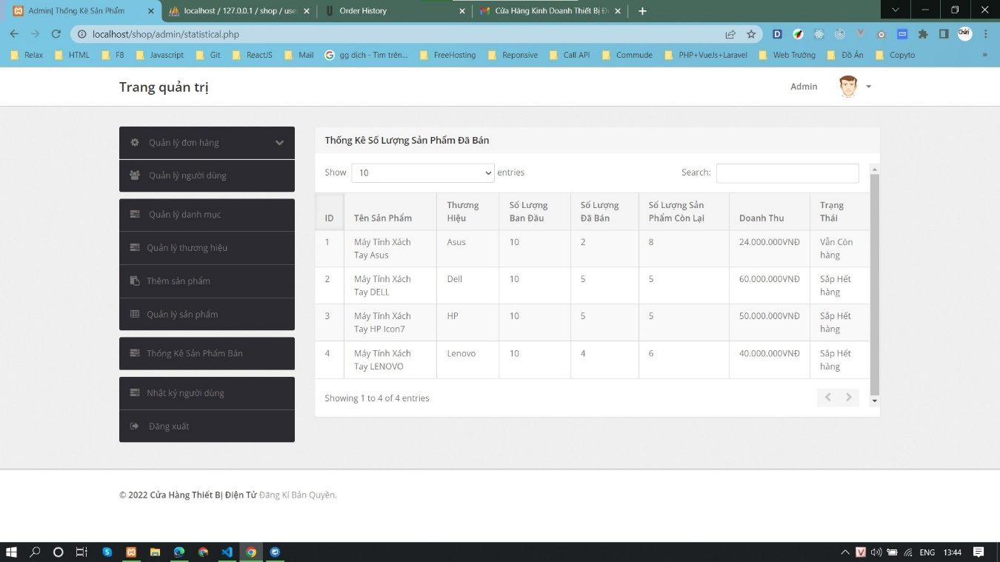 Admin| Thống Kê Sản Phẩm
localhost / 127.0.0.1 / shop / use
Order History
Cửa Hàng Kinh Doanh Thiết Bị Đ
localhost/shop/admin/statistical.php
Relax
HTML
F8
Javascript
Git
ReactJS
Mail
gg dịch - Tìm trên...
FreeHosting
Reponsive
Call API
Commude
PHP+VueJs+Laravel
Web Trường
Đồ Án
Copyto
»
Trang quản trị
Admin
Quản lý đơn hàng
Quản lý người dùng
Quản lý danh mục
Quản lý thương hiệu
Thêm sản phẩm
Quản lý sản phẩm
Thống Kê Sản Phẩm Bán
Nhật ký người dùng
Đăng xuất
Thống Kê Số Lượng Sản Phẩm Đã Bán
Show 10 entries
Search:
ID
Tên Sản Phẩm
Thương
Hiệu
Số Lượng
Ban Đầu
Số Lượng
Đã Bán
Số Lượng Sản
Phẩm Còn Lại
Doanh Thu
Trạng
Thái
1
Máy Tính Xách
Tay Asus
Asus
10
2
8
24.000.000VNĐ
Vẫn Còn
hàng
2
Máy Tính Xách
Tay DELL
Dell
10
5
5
60.000.000VNĐ
Sắp Hết
hàng
3
Máy Tính Xách
Tay HP Icon7
HP
10
5
5
50.000.000VNĐ
Sắp Hết
hàng
4
Máy Tính Xách
Tay LENOVO
Lenovo
10
4
6
40.000.000VNĐ
Sắp Hết
hàng
Showing 1 to 4 of 4 entries
© 2022 Cửa Hàng Thiết Bị Điện Tử Đăng Kí Bản Quyền.
ENG
13:44